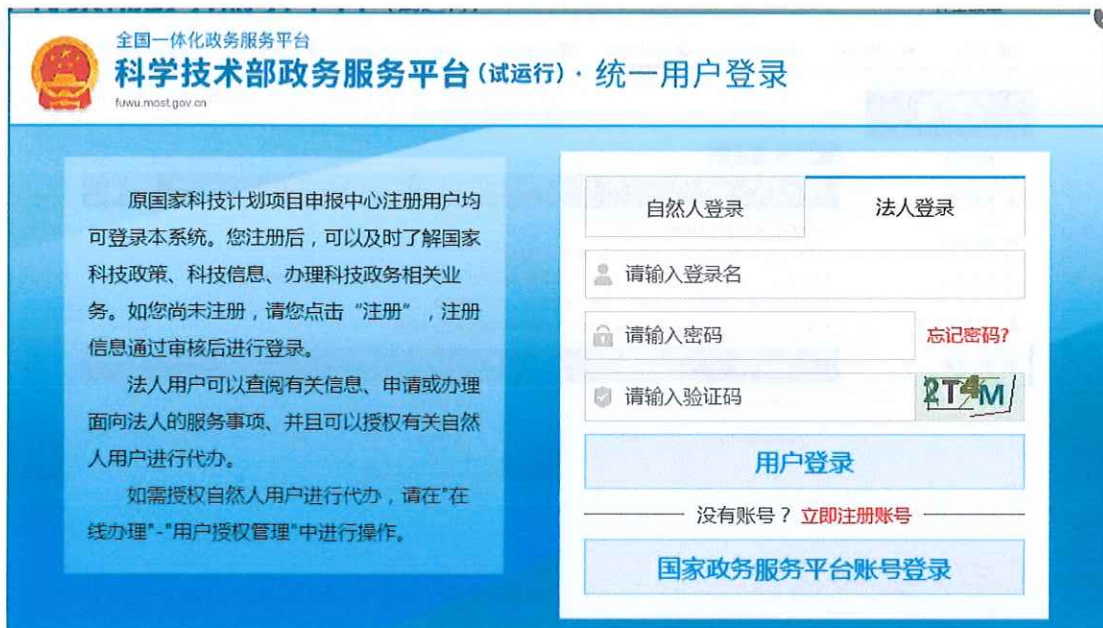 全国一体化政务服务平台
科学技术部政务服务平台(试运行)·统一用户登录
fuwu.most.gov.cn
原国家科技计划项目申报中心注册用户均
可登录本系统。您注册后，可以及时了解国家
科技政策、科技信息、办理科技政务相关业
务。如您尚未注册，请您点击“注册”，注册
信息通过审核后进行登录。
法人用户可以查阅有关信息、申请或办理
面向法人的服务事项、并且可以授权有关自然
人用户进行代办。
如需授权自然人用户进行代办，请在"在
线办理"-"用户授权管理"中进行操作。
自然人登录
法人登录
请输入登录名
请输入密码
忘记密码?
请输入验证码
2T4M
用户登录
没有账号？立即注册账号
国家政务服务平台账号登录